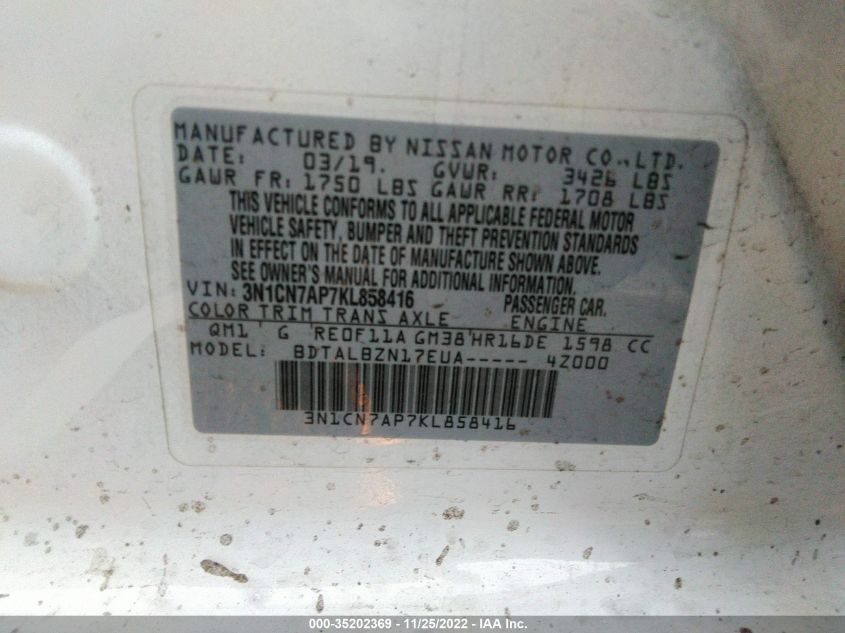 MANUFACTURED BY NISSAN MOTOR CO.,LTD.
DATE: 03/19. GVWR: 3426 LBS
GAWR FR: 1750 LBS GAWR RR: 1708 LBS
THIS VEHICLE CONFORMS TO ALL APPLICABLE FEDERAL MOTOR
VEHICLE SAFETY, BUMPER AND THEFT PREVENTION STANDARDS
IN EFFECT ON THE DATE OF MANUFACTURE SHOWN ABOVE.
SEE OWNER'S MANUAL FOR ADDITIONAL INFORMATION.
VIN: 3N1CN7AP7KL858416 PASSENGER CAR.
COLOR TRIM TRANS AXLE ENGINE
QM1 G RE0F11A GM38 HR16DE 1598 CC
MODEL: BDTALBZN17EUA----- 4Z000
3N1CN7AP7KL858416
000-35202369 - 11/25/2022 - IAA Inc.